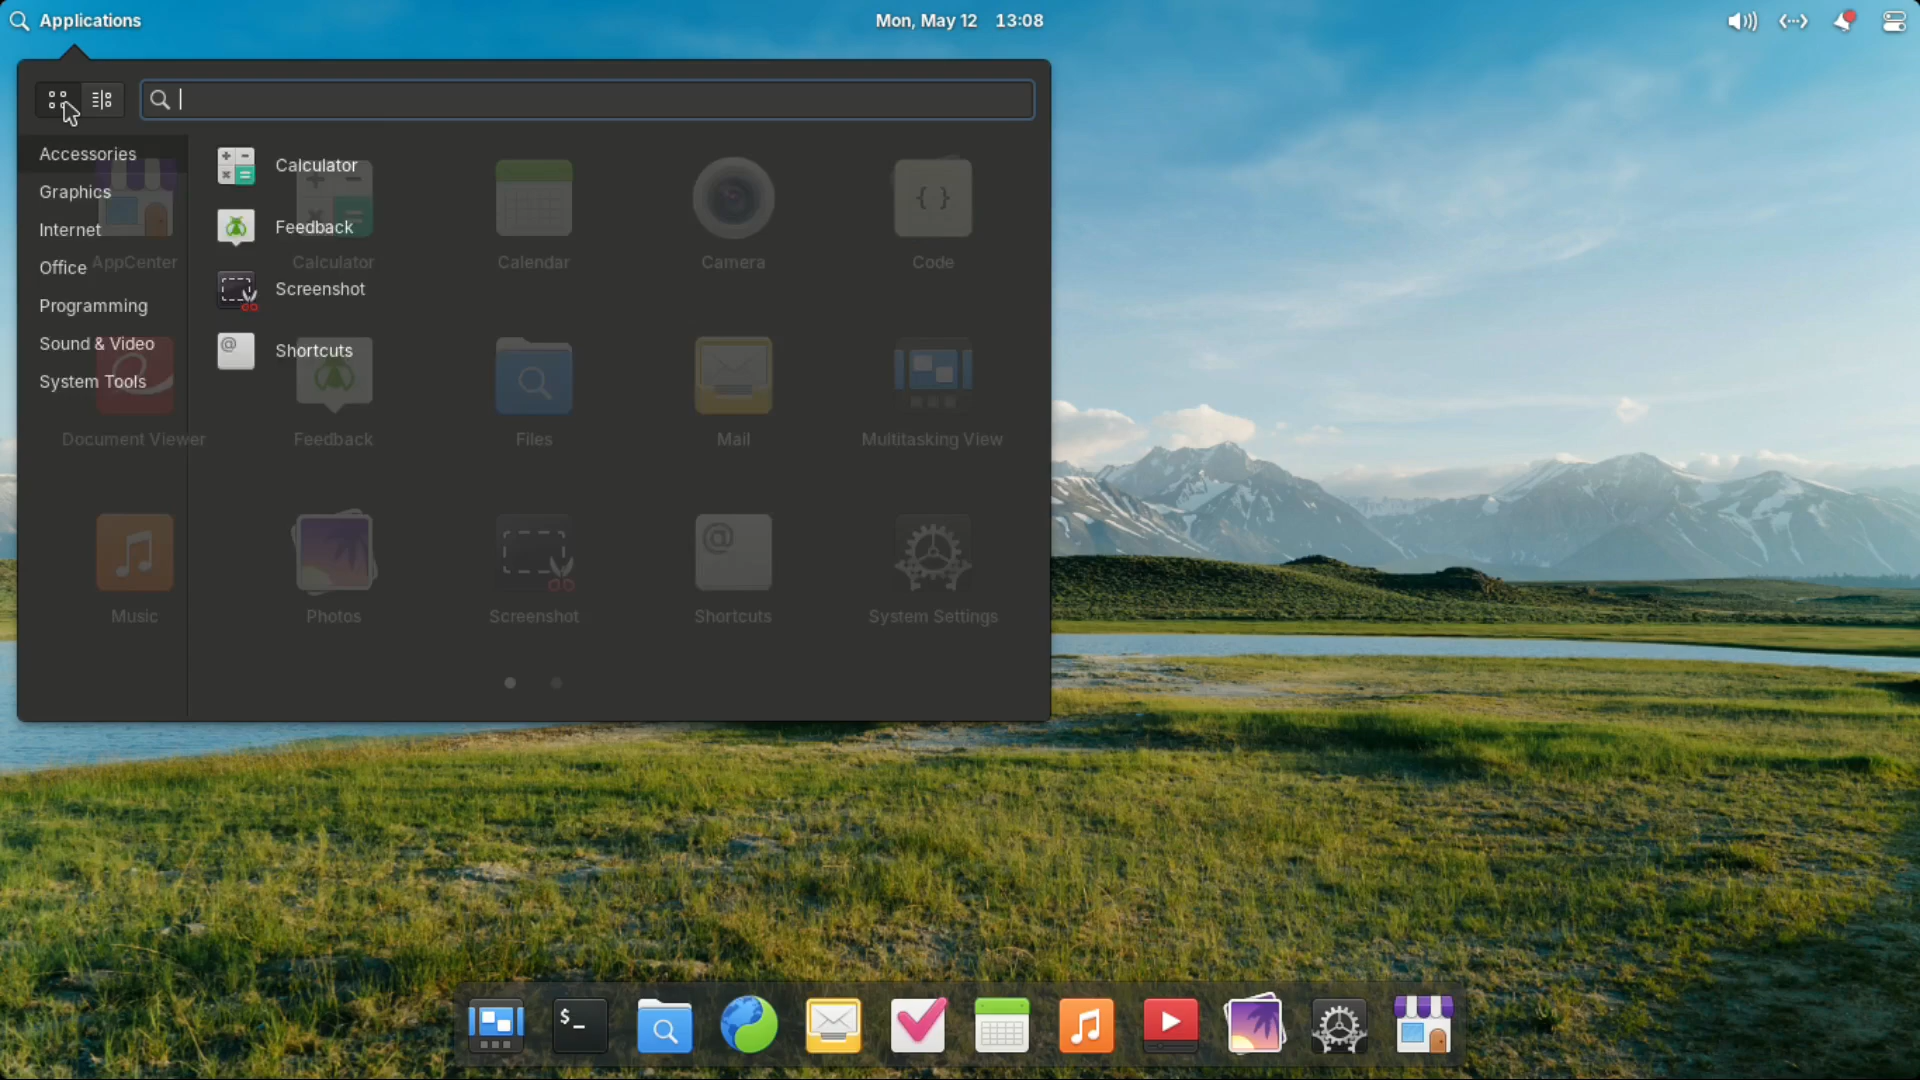 Applications
Mon, May 12 13:08
Accessories
Graphics
Internet
Office
Programming
Sound & Video
System Tools
Calculator
Feedback
Screenshot
Shortcuts
AppCenter
Calculator
Calendar
Camera
Code
Document Viewer
Feedback
Files
Mail
Multitasking View
Music
Photos
Screenshot
Shortcuts
System Settings
$_